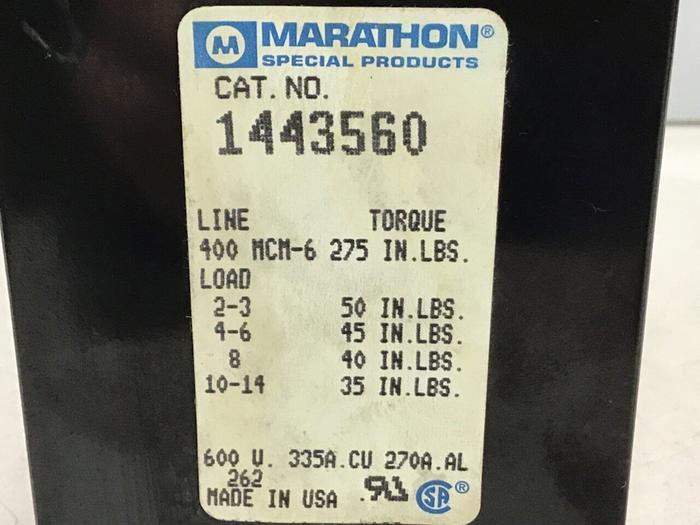 M MARATHON®
SPECIAL PRODUCTS
CAT. NO.
1443560
LINE TORQUE
400 MCM-6 275 IN.LBS.
LOAD
2-3 50 IN.LBS.
4-6 45 IN.LBS.
8 40 IN.LBS.
10-14 35 IN.LBS.
600 V. 335A.CU 270A.AL
262
MADE IN USA RU SA®